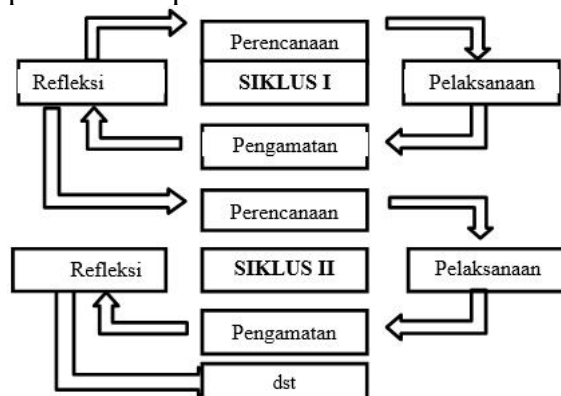 Perencanaan
Refleksi
SIKLUS I
Pelaksanaan
Pengamatan
Perencanaan
Refleksi
SIKLUS II
Pelaksanaan
Pengamatan
dst